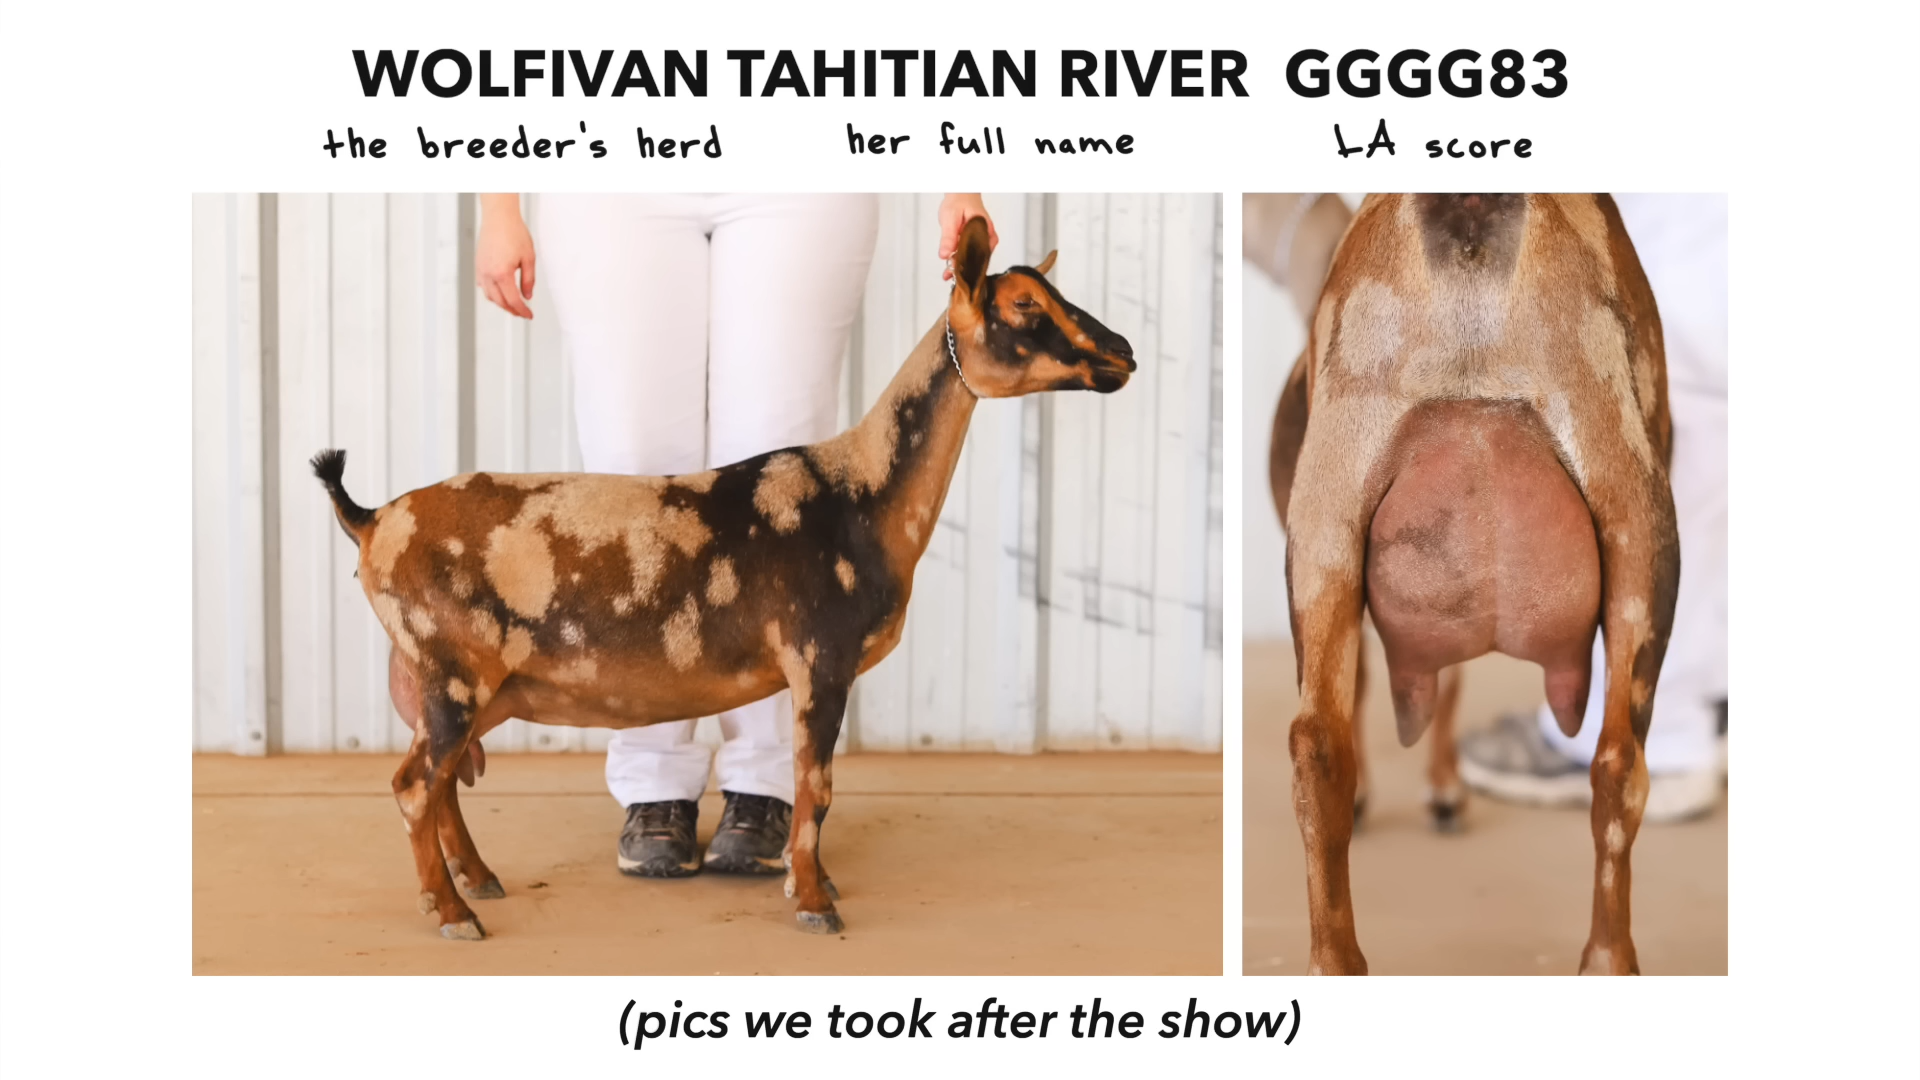 WOLFIVAN TAHITIAN RIVER GGGG83
the breeder's herd her full name LA score
(pics we took after the show)